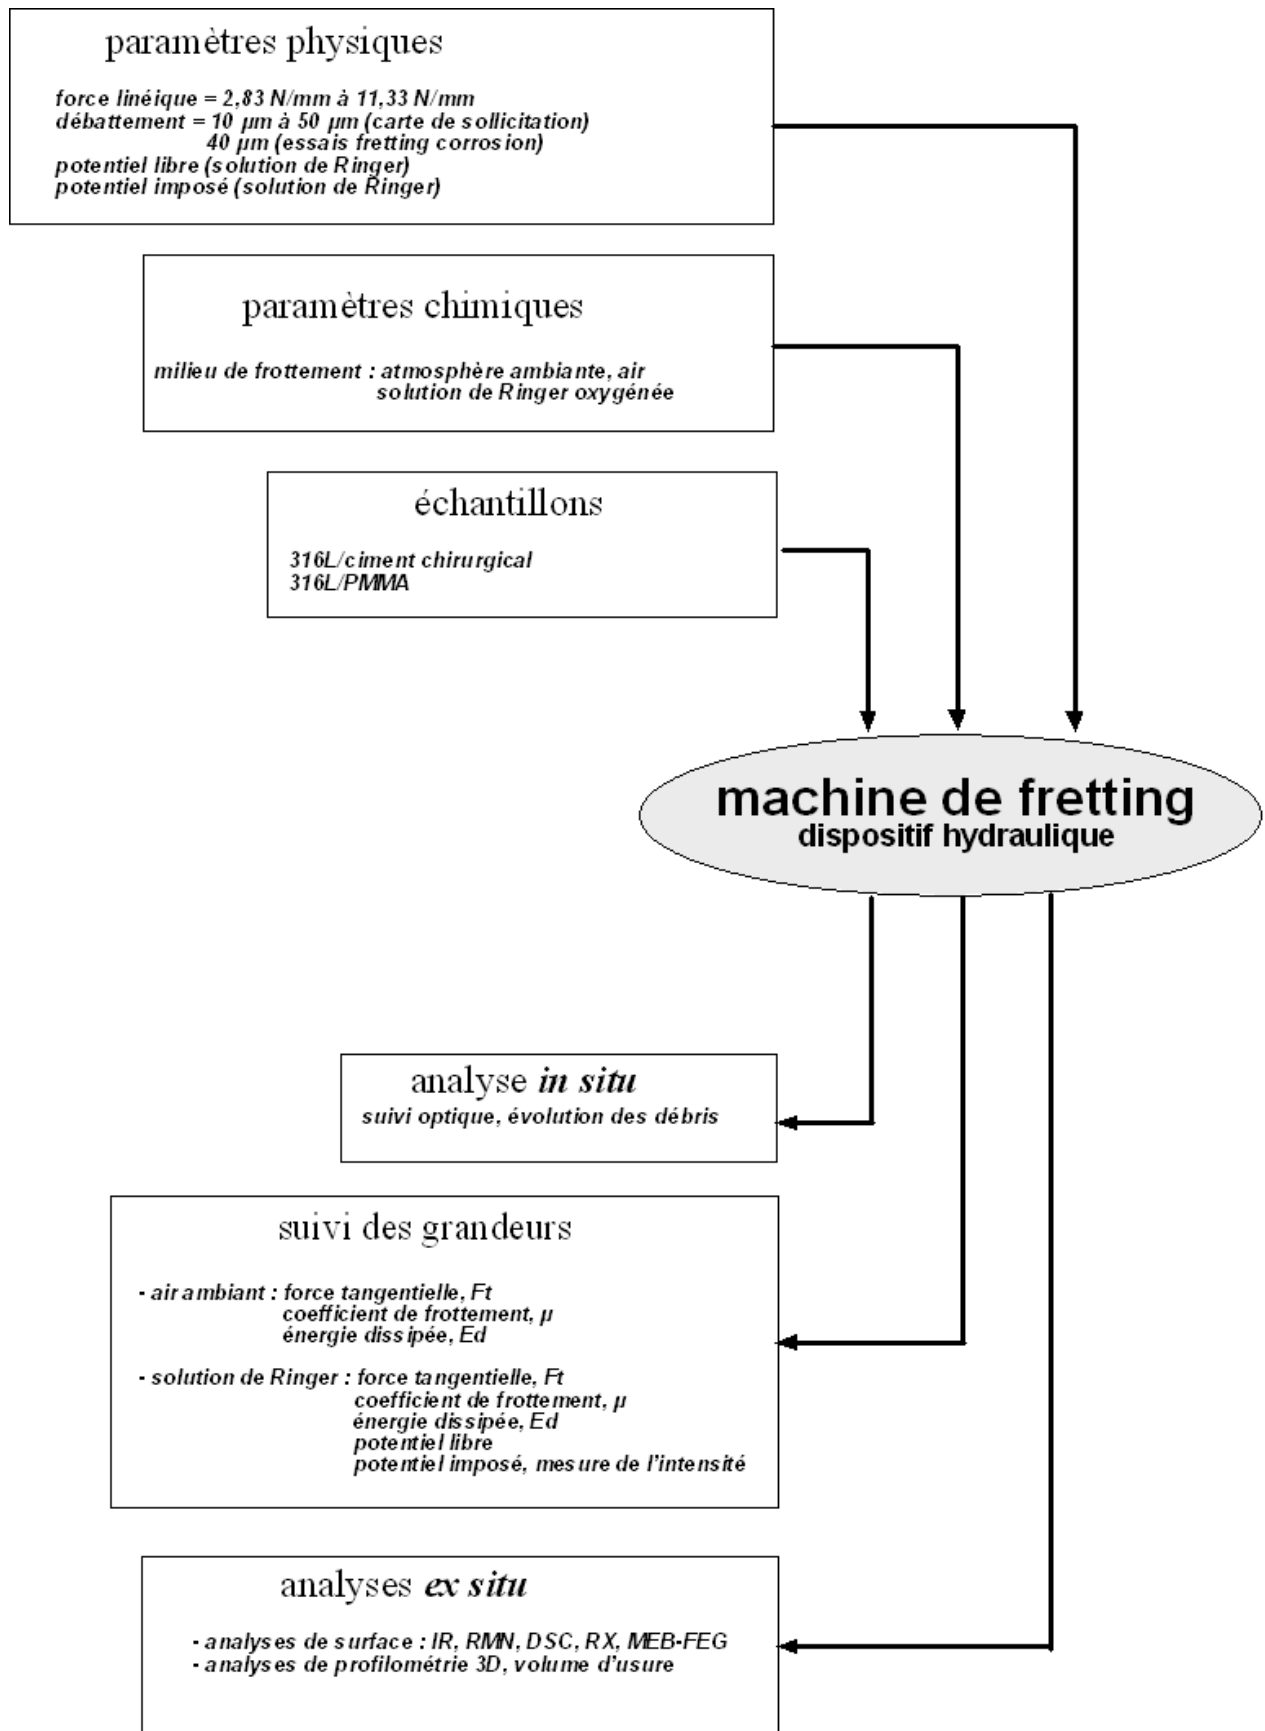 paramètres physiques
force linéique = 2,83 N/mm à 11,33 N/mm
débattement = 10 µm à 50 µm (carte de sollicitation)
40 µm (essais fretting corrosion)
potentiel libre (solution de Ringer)
potentiel imposé (solution de Ringer)
paramètres chimiques
milieu de frottement : atmosphère ambiante, air
solution de Ringer oxygénée
échantillons
316L/ciment chirurgical
316L/PMMA
machine de fretting
dispositif hydraulique
analyse in situ
suivi optique, évolution des débris
suivi des grandeurs
- air ambiant : force tangentielle, Ft
coefficient de frottement, µ
énergie dissipée, Ed
- solution de Ringer : force tangentielle, Ft
coefficient de frottement, µ
énergie dissipée, Ed
potentiel libre
potentiel imposé, mesure de l'intensité
analyses ex situ
- analyses de surface : IR, RMN, DSC, RX, MEB-FEG
- analyses de profilométrie 3D, volume d'usure